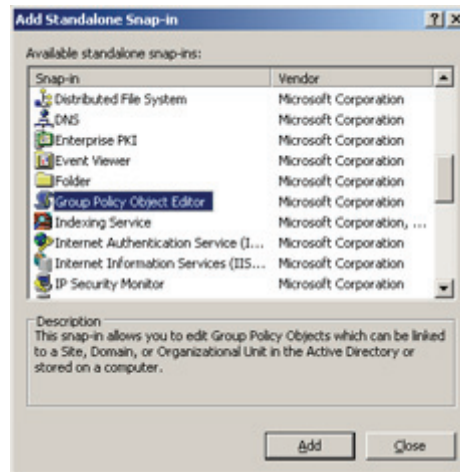 Add Standalone Snap-in
Available standalone snap-ins:
Snap-in Vendor
Distributed File System Microsoft Corporation
DNS Microsoft Corporation
Enterprise PKI Microsoft Corporation
Event Viewer Microsoft Corporation
Folder Microsoft Corporation
Group Policy Object Editor Microsoft Corporation
Indexing Service Microsoft Corporation, ...
Internet Authentication Service (I... Microsoft Corporation
Internet Information Services (IIS... Microsoft Corporation
IP Security Monitor Microsoft Corporation
Description
This snap-in allows you to edit Group Policy Objects which can be linked
to a Site, Domain, or Organizational Unit in the Active Directory or
stored on a computer.
Add Close